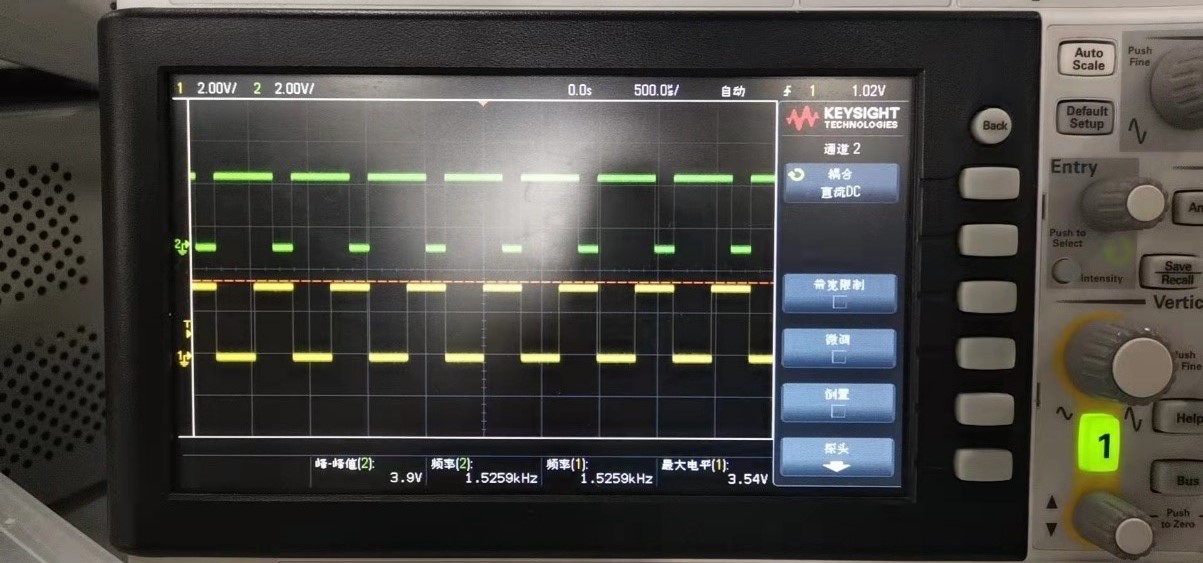 1 2.00V/ 2 2.00V/ 0.0s 500.0㎲/ 自动 1 1.02V
KEYSIGHT
TECHNOLOGIES
通道 2
耦合
直流DC
带宽限制
微调
倒置
探头
2
T
1
峰-峰值(2):
3.9V
频率(2):
1.5259kHz
频率(1):
1.5259kHz
最大电平(1):
3.54V
Back
Auto
Scale
Default
Setup
Push
Fine
Entry
Push to
Select
Intensity
Save
Recall
Fine
1
Help
Bus
Push
to Zero